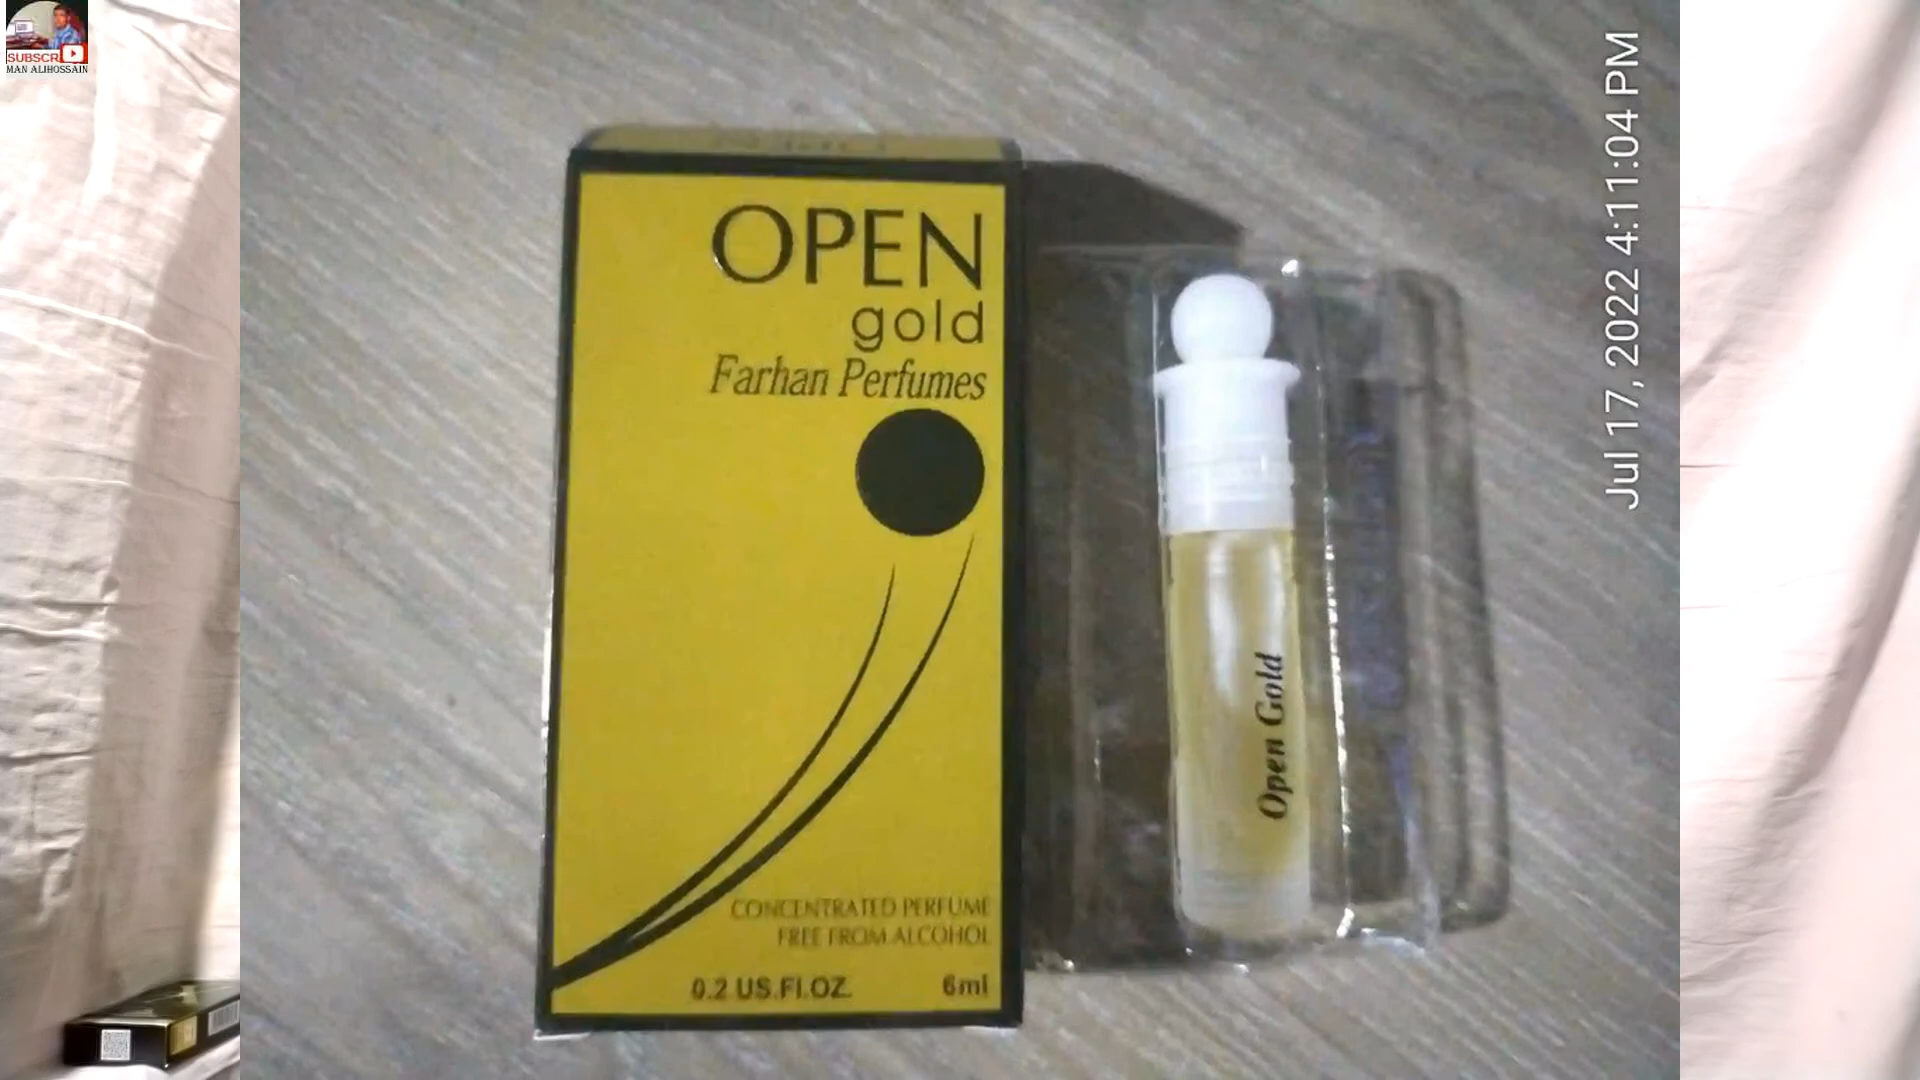 SUBSCR
MAN ALIHOSSAIN
OPEN
gold
Farhan Perfumes
CONCENTRATED PERFUME
FREE FROM ALCOHOL
0.2 US.Fl.OZ. 6ml
Open Gold
Jul 17, 2022 4:11:04 PM